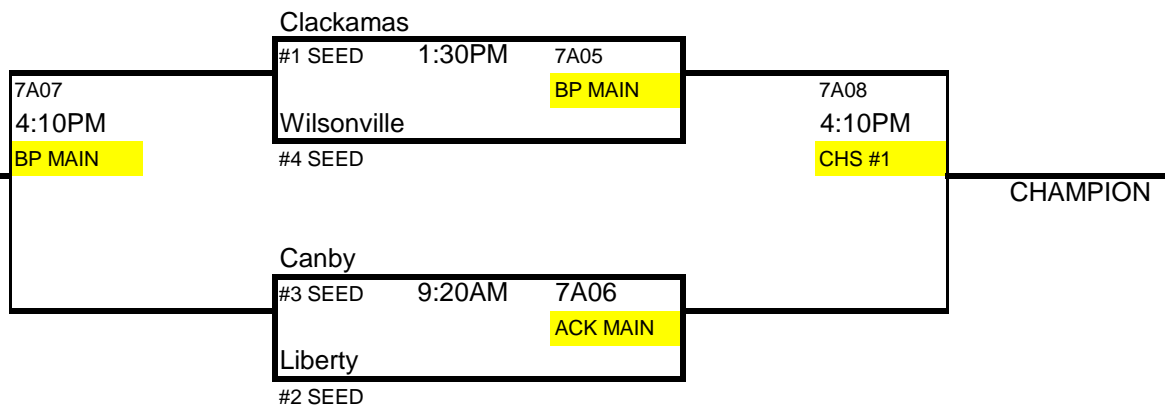 Clackamas
#1 SEED 1:30PM 7A05
7A07 BP MAIN 7A08
4:10PM Wilsonville 4:10PM
BP MAIN #4 SEED CHS #1
CHAMPION
Canby
#3 SEED 9:20AM 7A06
ACK MAIN
Liberty
#2 SEED